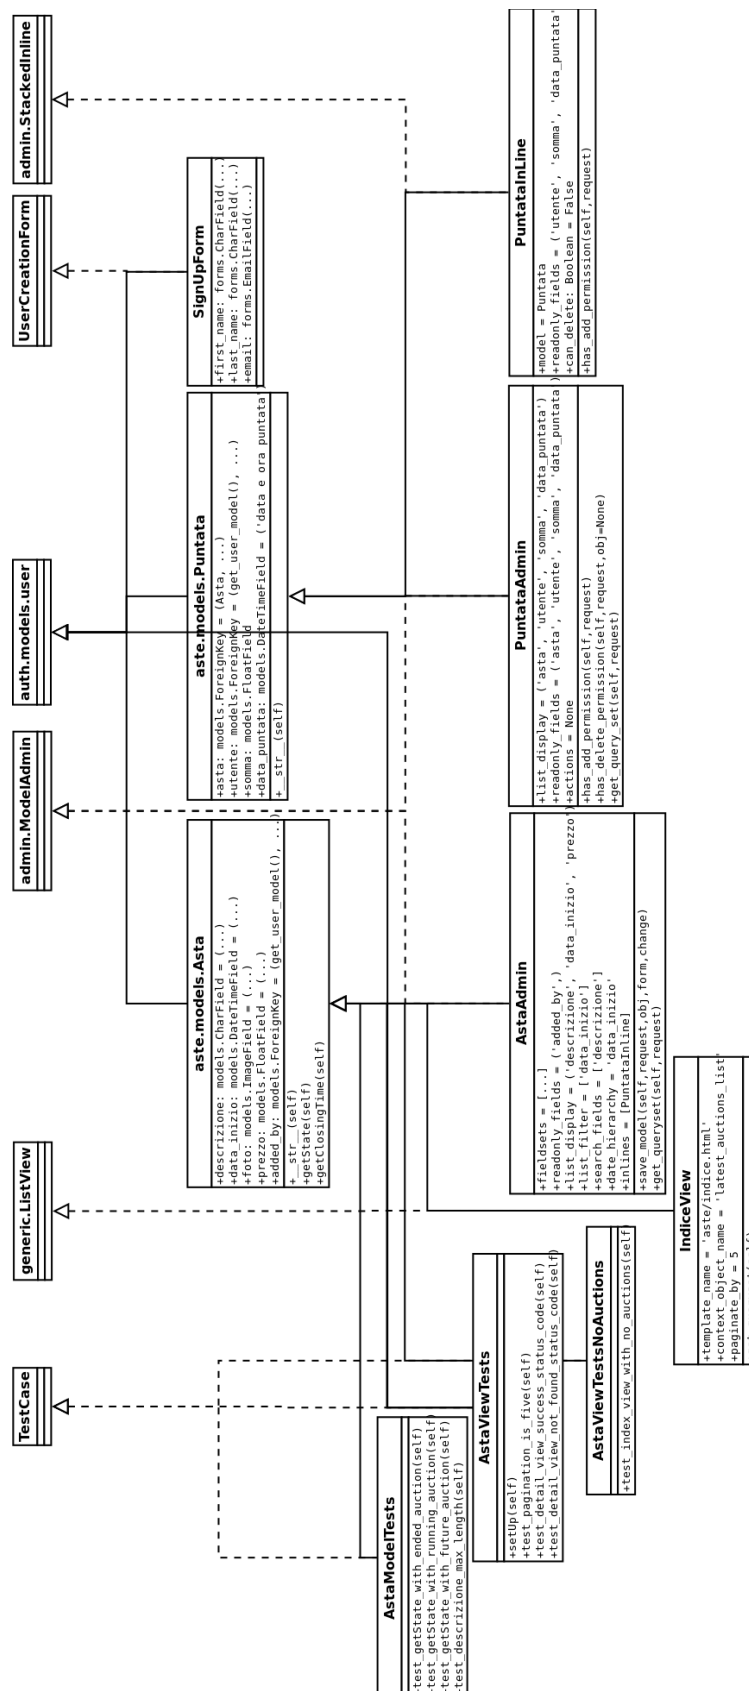 TestCase
generic.ListView
admin.ModelAdmin
auth.models.user
UserCreationForm
admin.StackedInline
aste.models.Asta
+descrizione: models.CharField = (...)
+data_inizio: models.DateTimeField = (...)
+foto: models.ImageField = (...)
+prezzo: models.FloatField = (...)
+added_by: models.ForeignKey = (get_user_model(), ...)
+__str__(self)
+getState(self)
+getClosingTime(self)
aste.models.Puntata
+asta: models.ForeignKey = (Asta, ...)
+utente: models.ForeignKey = (get_user_model(), ...)
+somma: models.FloatField
+data_puntata: models.DateTimeField = ('data e ora puntata')
+__str__(self)
SignUpForm
+first_name: forms.CharField(...)
+last_name: forms.CharField(...)
+email: forms.EmailField(...)
AstaModelTests
+test_getState_with_ended_auction(self)
+test_getState_with_running_auction(self)
+test_getState_with_future_auction(self)
+test_descrizione_max_length(self)
AstaViewTests
+setUp(self)
+test_pagination_is_five(self)
+test_detail_view_success_status_code(self)
+test_detail_view_not_found_status_code(self)
AstaAdmin
+fieldsets = [...]
+readonly_fields = ('added_by',)
+list_display = ('descrizione', 'data_inizio', 'prezzo')
+list_filter = ['data_inizio']
+search_fields = ['descrizione']
+date_hierarchy = 'data_inizio'
+inlines = [PuntataInline]
+save_model(self,request,obj,form,change)
+get_queryset(self,request)
PuntataAdmin
+list_display = ('asta', 'utente', 'somma', 'data_puntata')
+readonly_fields = ('asta', 'utente', 'somma', 'data_puntata')
+actions = None
+has_add_permission(self,request)
+has_delete_permission(self,request,obj=None)
+get_query_set(self,request)
PuntataInLine
+model = Puntata
+readonly_fields = ('utente', 'somma', 'data_puntata'
+can_delete: Boolean = False
+has_add_permission(self,request)
AstaViewTestsNoAuctions
+test_index_view_with_no_auctions(self)
IndiceView
+template_name = 'aste/indice.html'
+context_object_name = 'latest_auctions_list'
+paginate_by = 5